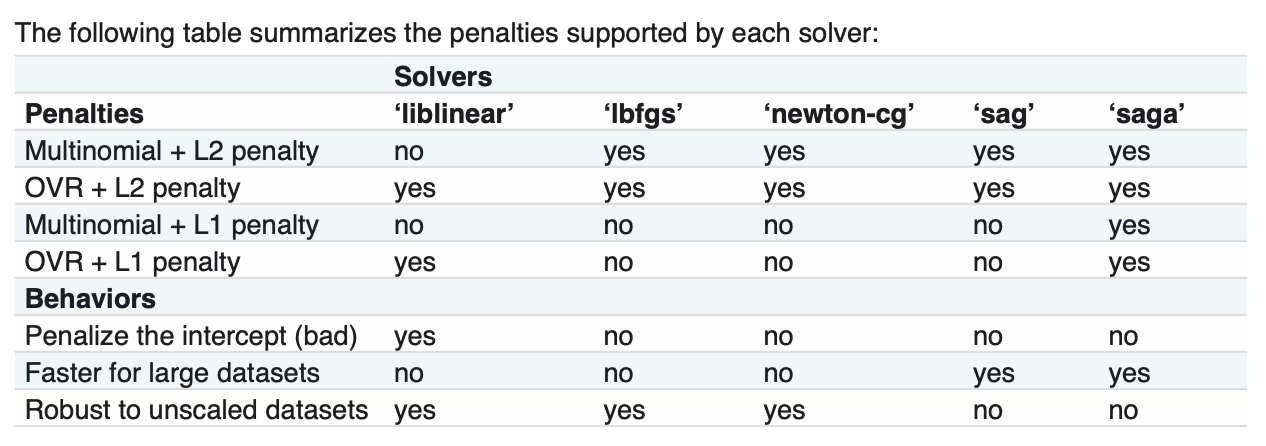 The following table summarizes the penalties supported by each solver:
Solvers
Penalties ‘liblinear’ ‘lbfgs’ ‘newton-cg’ ‘sag’ ‘saga’
Multinomial + L2 penalty no yes yes yes yes
OVR + L2 penalty yes yes yes yes yes
Multinomial + L1 penalty no no no no yes
OVR + L1 penalty yes no no no yes
Behaviors
Penalize the intercept (bad) yes no no no no
Faster for large datasets no no no yes yes
Robust to unscaled datasets yes yes yes no no